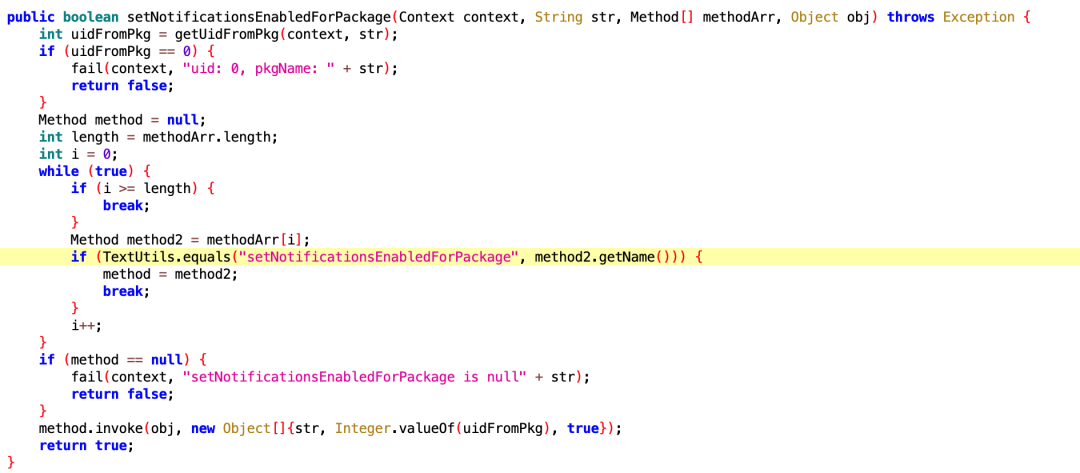 public boolean setNotificationsEnabledForPackage(Context context, String str, Method[] methodArr, Object obj) throws Exception {
    int uidFromPkg = getUidFromPkg(context, str);
    if (uidFromPkg == 0) {
        fail(context, "uid: 0, pkgName: " + str);
        return false;
    }
    Method method = null;
    int length = methodArr.length;
    int i = 0;
    while (true) {
        if (i >= length) {
            break;
        }
        Method method2 = methodArr[i];
        if (TextUtils.equals("setNotificationsEnabledForPackage", method2.getName())) {
            method = method2;
            break;
        }
        i++;
    }
    if (method == null) {
        fail(context, "setNotificationsEnabledForPackage is null" + str);
        return false;
    }
    method.invoke(obj, new Object[]{str, Integer.valueOf(uidFromPkg), true});
    return true;
}